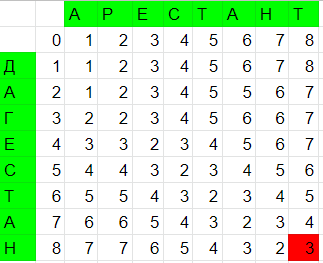 А Р Е С Т А Н Т
0 1 2 3 4 5 6 7 8
Д 1 1 2 3 4 5 6 7 8
А 2 1 2 3 4 5 5 6 7
Г 3 2 2 3 4 5 6 6 7
Е 4 3 3 2 3 4 5 6 7
С 5 4 4 3 2 3 4 5 6
Т 6 5 5 4 3 2 3 4 5
А 7 6 6 5 4 3 2 3 4
Н 8 7 7 6 5 4 3 2 3